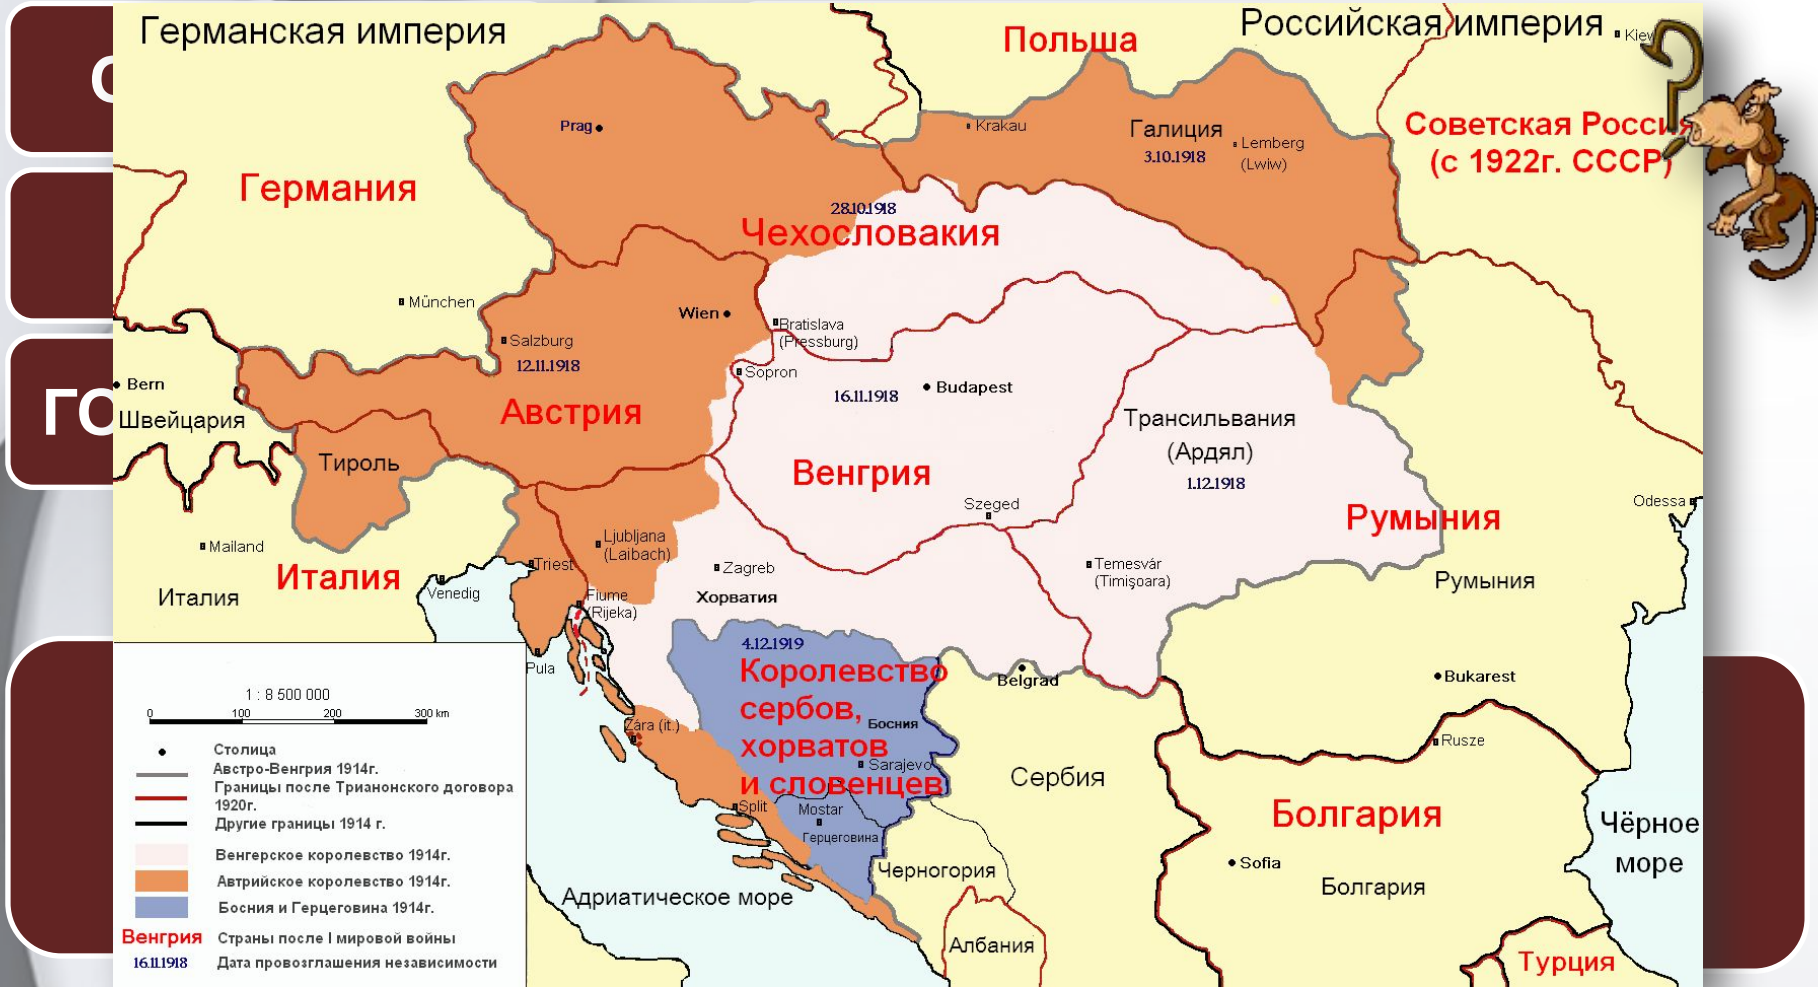 Германская империя
Российская империя
Польша
Kiew
Советская Россия
(с 1922г. СССР)
Prag
Krakau
Галиция
3.10.1918
Lemberg
(Lwiw)
Германия
28.10.1918
Чехословакия
München
Wien
Salzburg
12.11.1918
Bratislava
(Pressburg)
Sopron
Bern
Швейцария
16.11.1918
Budapest
Австрия
Трансильвания
(Ардял)
1.12.1918
Тироль
Венгрия
Szeged
Румыния
Odessa
Mailand
Италия
Италия
Venedig
Triest
Ljubljana
(Laibach)
Zagreb
Temesvár
(Timişoara)
Румыния
Fiume
(Rijeka)
Хорватия
Pula
4.12.1919
Королевство
сербов,
хорватов
и словенцев
Belgrad
Bukarest
Босния
Zára (it.)
Sarajevo
Сербия
Rusze
Split
Mostar
Герцеговина
Болгария
Чёрное
море
Черногория
Sofia
Болгария
Адриатическое море
Албания
Турция
1 : 8 500 000
0 100 200 300 km
Столица
Австро-Венгрия 1914г.
Границы после Трианонского договора
1920г.
Другие границы 1914 г.
Венгерское королевство 1914г.
Автрийское королевство 1914г.
Босния и Герцеговина 1914г.
Венгрия Страны после I мировой войны
16.11.1918 Дата провозглашения независимости